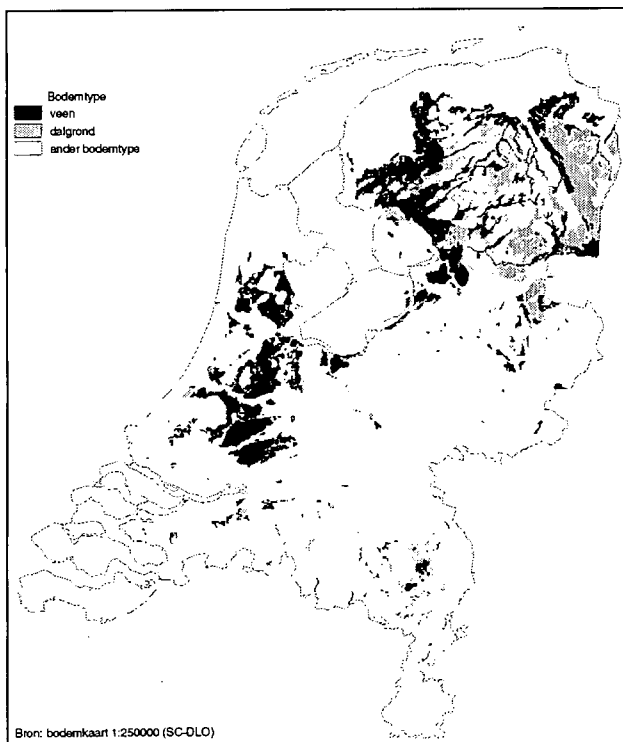 Bodemtype
veen
dalgrond
ander bodemtype
Bron: bodemkaart 1:250000 (SC-DLO)